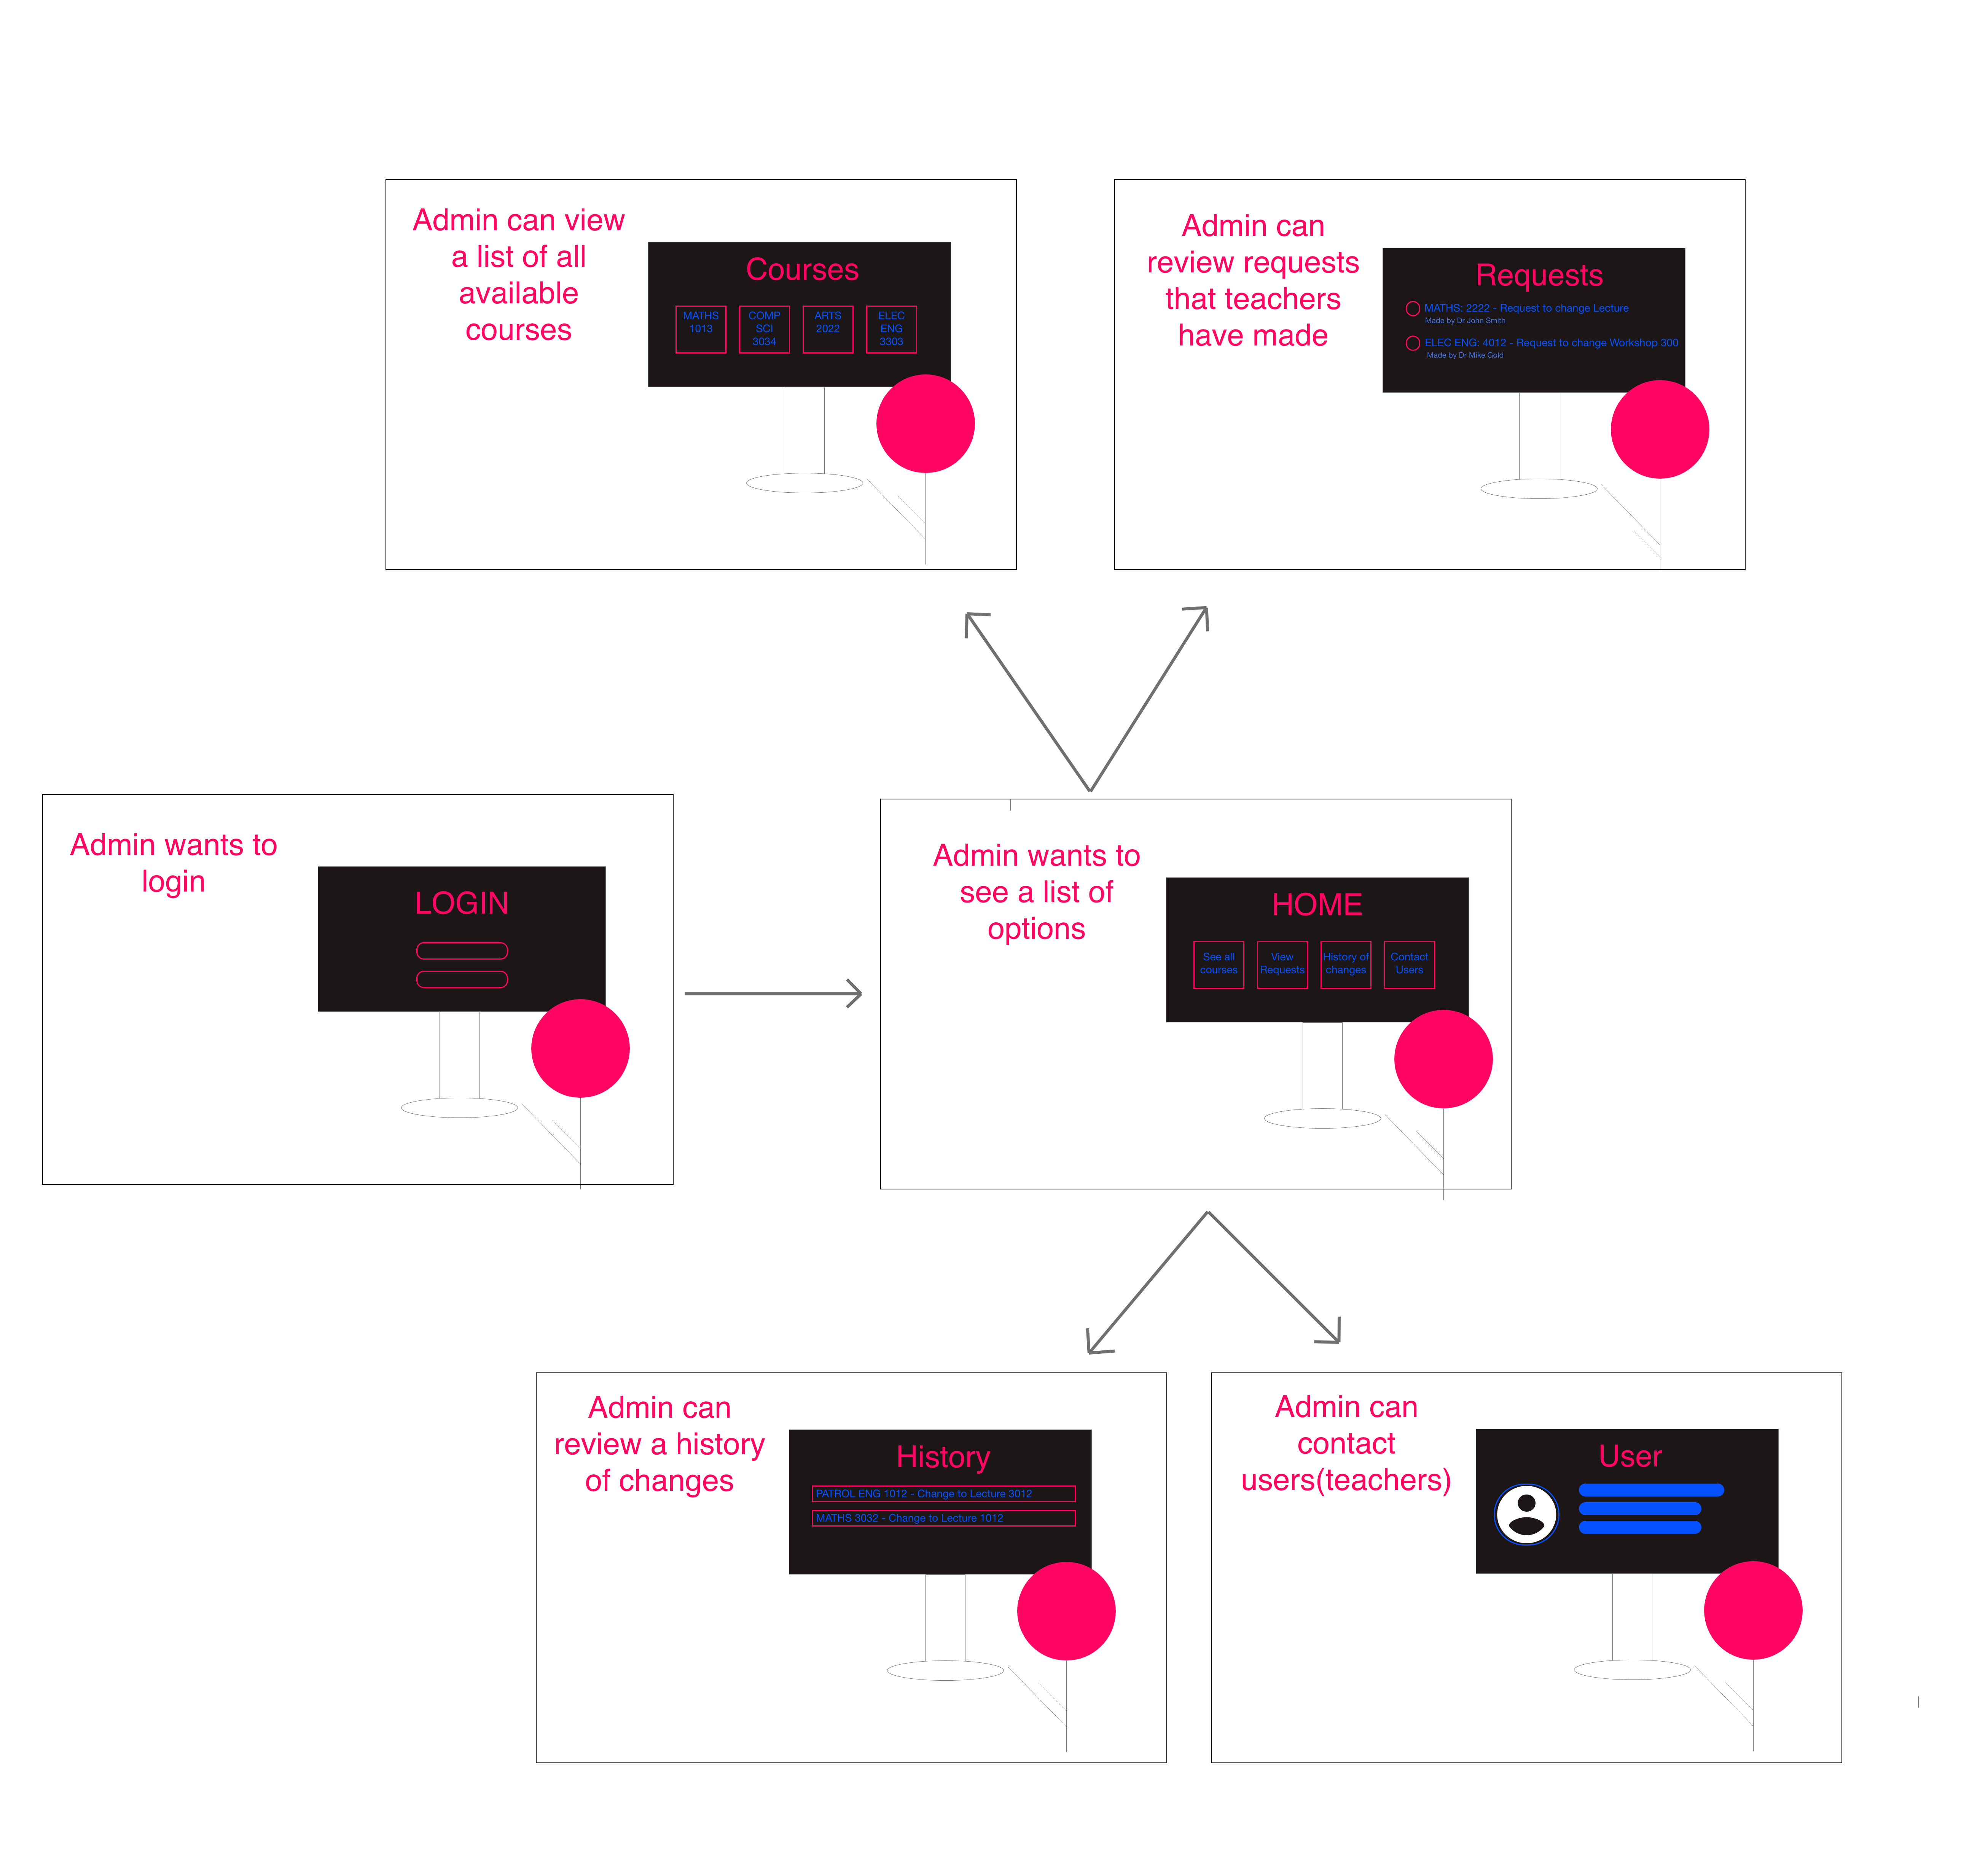 Admin can view
a list of all
available
courses
Courses
MATHS
1013
COMP
SCI
3034
ARTS
2022
ELEC
ENG
3303
Admin can
review requests
that teachers
have made
Requests
MATHS: 2222 - Request to change Lecture
Made by Dr John Smith
ELEC ENG: 4012 - Request to change Workshop 300
Made by Dr Mike Gold
Admin wants to
login
LOGIN
Admin wants to
see a list of
options
HOME
See all
courses
View
Requests
History of
changes
Contact
Users
Admin can
review a history
of changes
History
PATROL ENG 1012 - Change to Lecture 3012
MATHS 3032 - Change to Lecture 1012
Admin can
contact
users(teachers)
User